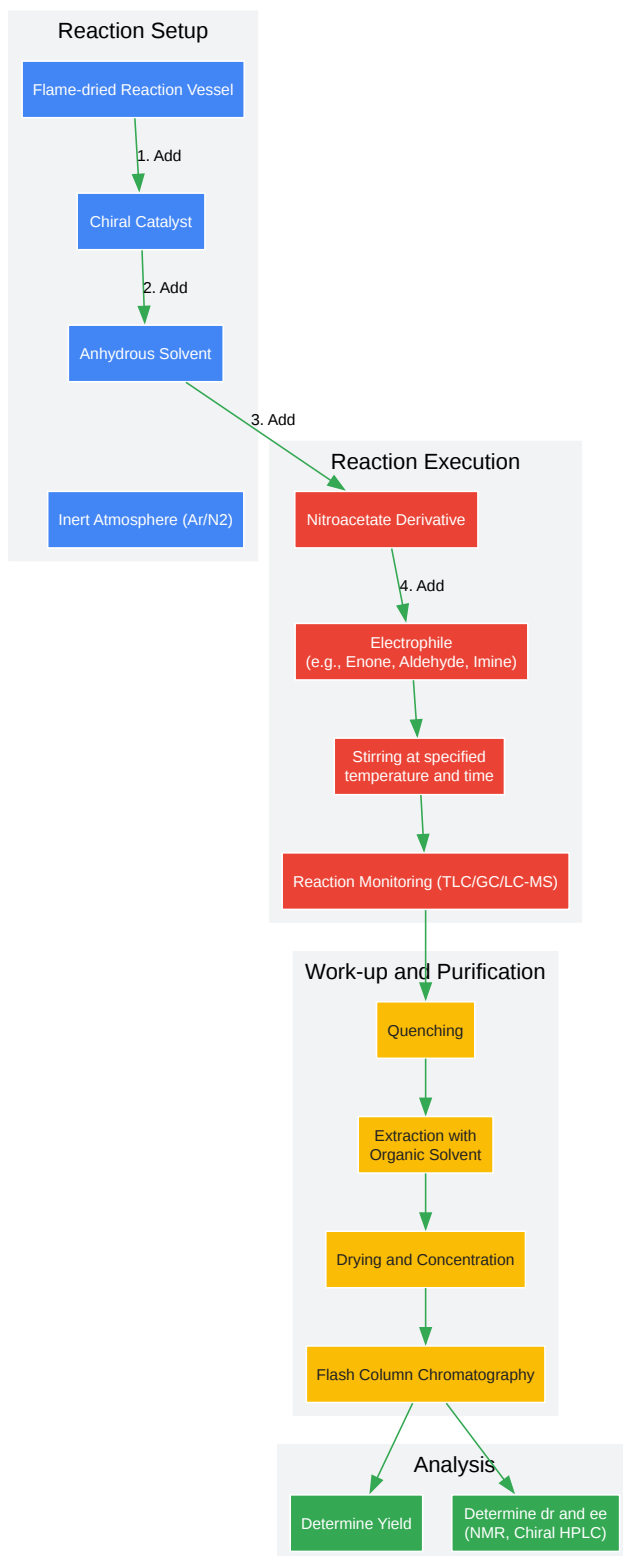 Reaction Setup
Flame-dried Reaction Vessel
1. Add
Chiral Catalyst
2. Add
Anhydrous Solvent
3. Add
Inert Atmosphere (Ar/N2)
Reaction Execution
Nitroacetate Derivative
4. Add
Electrophile
(e.g., Enone, Aldehyde, Imine)
Stirring at specified
temperature and time
Reaction Monitoring (TLC/GC/LC-MS)
Work-up and Purification
Quenching
Extraction with
Organic Solvent
Drying and Concentration
Flash Column Chromatography
Analysis
Determine Yield
Determine dr and ee
(NMR, Chiral HPLC)